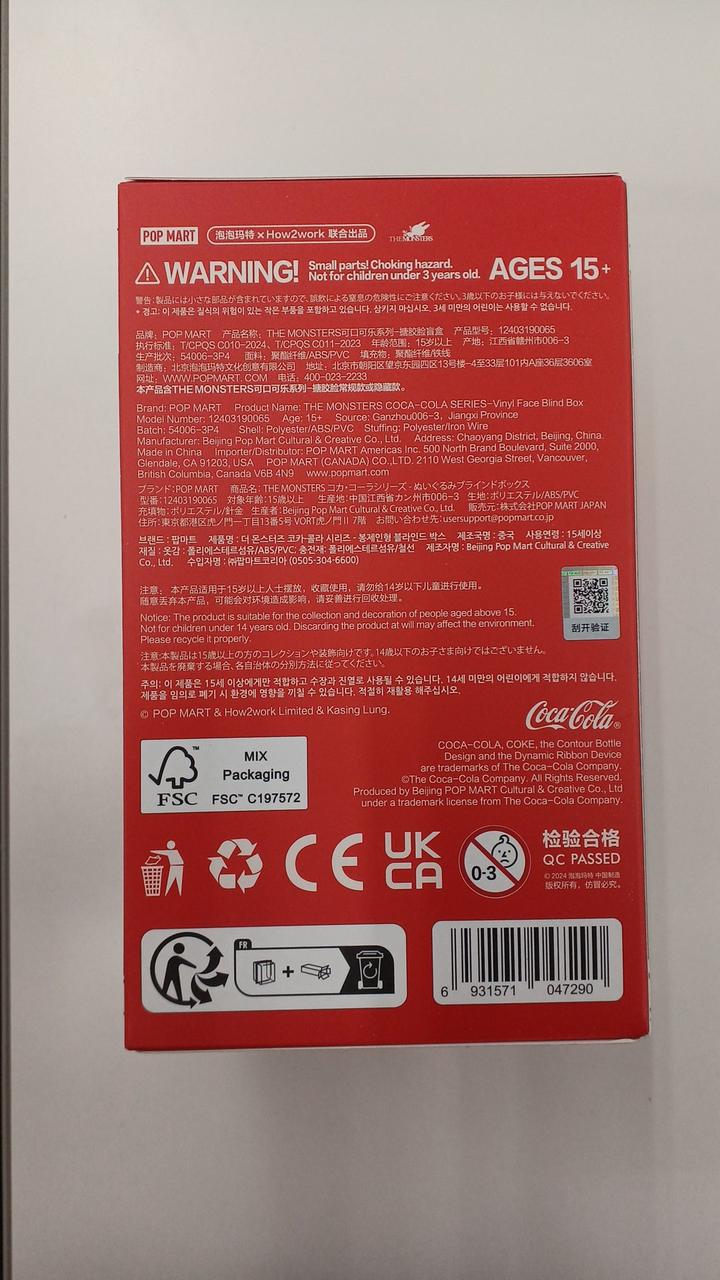 POP MART 泡泡玛特 × How2work 联合出品 THE MONSTERS
WARNING! Small parts! Choking hazard. AGES 15+
Not for children under 3 years old.
警告:製品には小さな部品が含まれていますので、誤飲による窒息の危険性にご注意ください。3歳以下のお子様には与えないでください。
* 경고: 이 제품은 질식의 위험이 있는 작은 부품을 포함하고 있습니다. 삼키지 마십시오. 3세 미만의 어린이는 사용할 수 없습니다.
品牌:POP MART 产品名称:THE MONSTERS可口可乐系列-搪胶脸盲盒 产品型号:12403190065
执行标准:T/CPQS C010-2024、T/CPQS C011-2023 年龄范围:15岁以上 产地:江西省赣州市006-3
生产批次:54006-3P4 面料:聚酯纤维/ABS/PVC 填充物:聚酯纤维/铁线
制造商:北京泡泡玛特文化创意有限公司 地址:北京市朝阳区望京东园四区13号楼-4至33层101内A座36层3606室
网址:WWW.POPMART. COM 电话:400-023-2233
本产品含THE MONSTERS可口可乐系列-搪胶脸常规款或隐藏款。
Brand: POP MART Product Name: THE MONSTERS COCA-COLA SERIES-Vinyl Face Blind Box
Model Number: 12403190065 Age: 15+ Source: Ganzhou006-3, Jiangxi Province
Batch: 54006-3P4 Shell: Polyester/ABS/PVC Stuffing: Polyester/Iron Wire
Manufacturer: Beijing Pop Mart Cultural & Creative Co., Ltd. Address: Chaoyang District, Beijing, China.
Made in China Importer/Distributor: POP MART Americas Inc. 500 North Brand Boulevard, Suite 2000,
Glendale, CA 91203, USA POP MART (CANADA) CO.,LTD. 2110 West Georgia Street, Vancouver,
British Columbia, Canada V6B 4N9 www.popmart.com
ブランド:POP MART 商品名:THE MONSTERS コカ・コーラシリーズ - ぬいぐるみブラインドボックス
型番:12403190065 対象年齢:15歳以上 生産地:中国江西省カン州市006-3 生地:ポリエステル/ABS/PVC
充填物:ポリエステル/針金 生産者:Beijing Pop Mart Cultural & Creative Co., Ltd 販売元:株式会社POP MART JAPAN
住所:東京都港区虎ノ門一丁目13番5号 VORT虎ノ門Ⅱ 7階 お問い合わせ先:usersupport@popmart.co.jp
브랜드 : 팝마트 제품명 : 더 몬스터즈 코카-콜라 시리즈 - 봉제인형 블라인드 박스 제조국명 : 중국 사용연령 : 15세이상
재질 : 옷감 : 폴리에스테르섬유/ABS/PVC; 충전재: 폴리에스테르섬유/철선 제조자명 : Beijing Pop Mart Cultural & Creative
Co., Ltd. 수입자명 : ㈜팝마트코리아 (0505-304-6600)
注意: 本产品适用于15岁以上人士摆放,收藏使用,请勿给14岁以下儿童进行使用。
随意丢弃本产品,可能会对环境造成影响,请妥善进行回收处理。
Notice: The product is suitable for the collection and decoration of people aged above 15.
Not for children under 14 years old. Discarding the product at will may affect the environment.
Please recycle it properly.
刮开验证
注意:本製品は15歳以上の方のコレクションや装飾向けです。14歳以下のお子さま向けではございません。
本製品を廃棄する場合、各自治体の分別方法に従ってください。
주의: 이 제품은 15세 이상에게만 적합하고 수장과 진열로 사용될 수 있습니다. 14세 미만의 어린이에게 적합하지 않습니다.
제품을 임의로 폐기 시 환경에 영향을 끼칠 수 있습니다. 적절히 재활용 해주십시오.
© POP MART & How2work Limited & Kasing Lung.
Coca-Cola®
COCA-COLA, COKE, the Contour Bottle
Design and the Dynamic Ribbon Device
are trademarks of The Coca-Cola Company.
©The Coca-Cola Company. All Rights Reserved.
Produced by Beijing POP MART Cultural & Creative Co., Ltd
under a trademark license from The Coca-Cola Company.
FSC™
MIX
Packaging
FSC™ C197572
CE
UK
CA
0-3
检验合格
QC PASSED
© 2024 泡泡玛特 中国制造
版权所有,仿冒必究。
FR
+
6 931571 047290